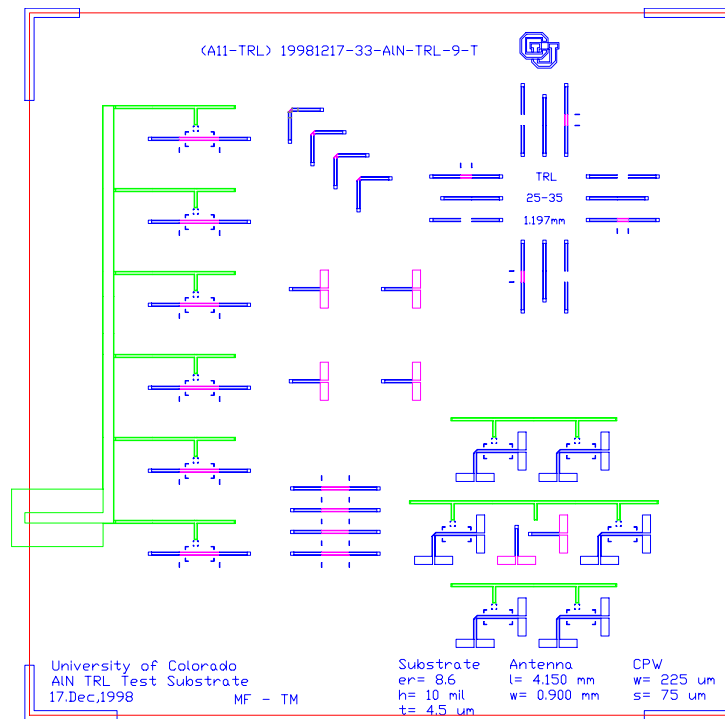 (A11-TRL) 19981217-33-AlN-TRL-9-T
CU
TRL
25-35
1.197mm
University of Colorado
AlN TRL Test Substrate
17.Dec,1998 MF - TM
Substrate
er= 8.6
h= 10 mil
t= 4.5 um
Antenna
l= 4.150 mm
w= 0.900 mm
CPW
w= 225 um
s= 75 um